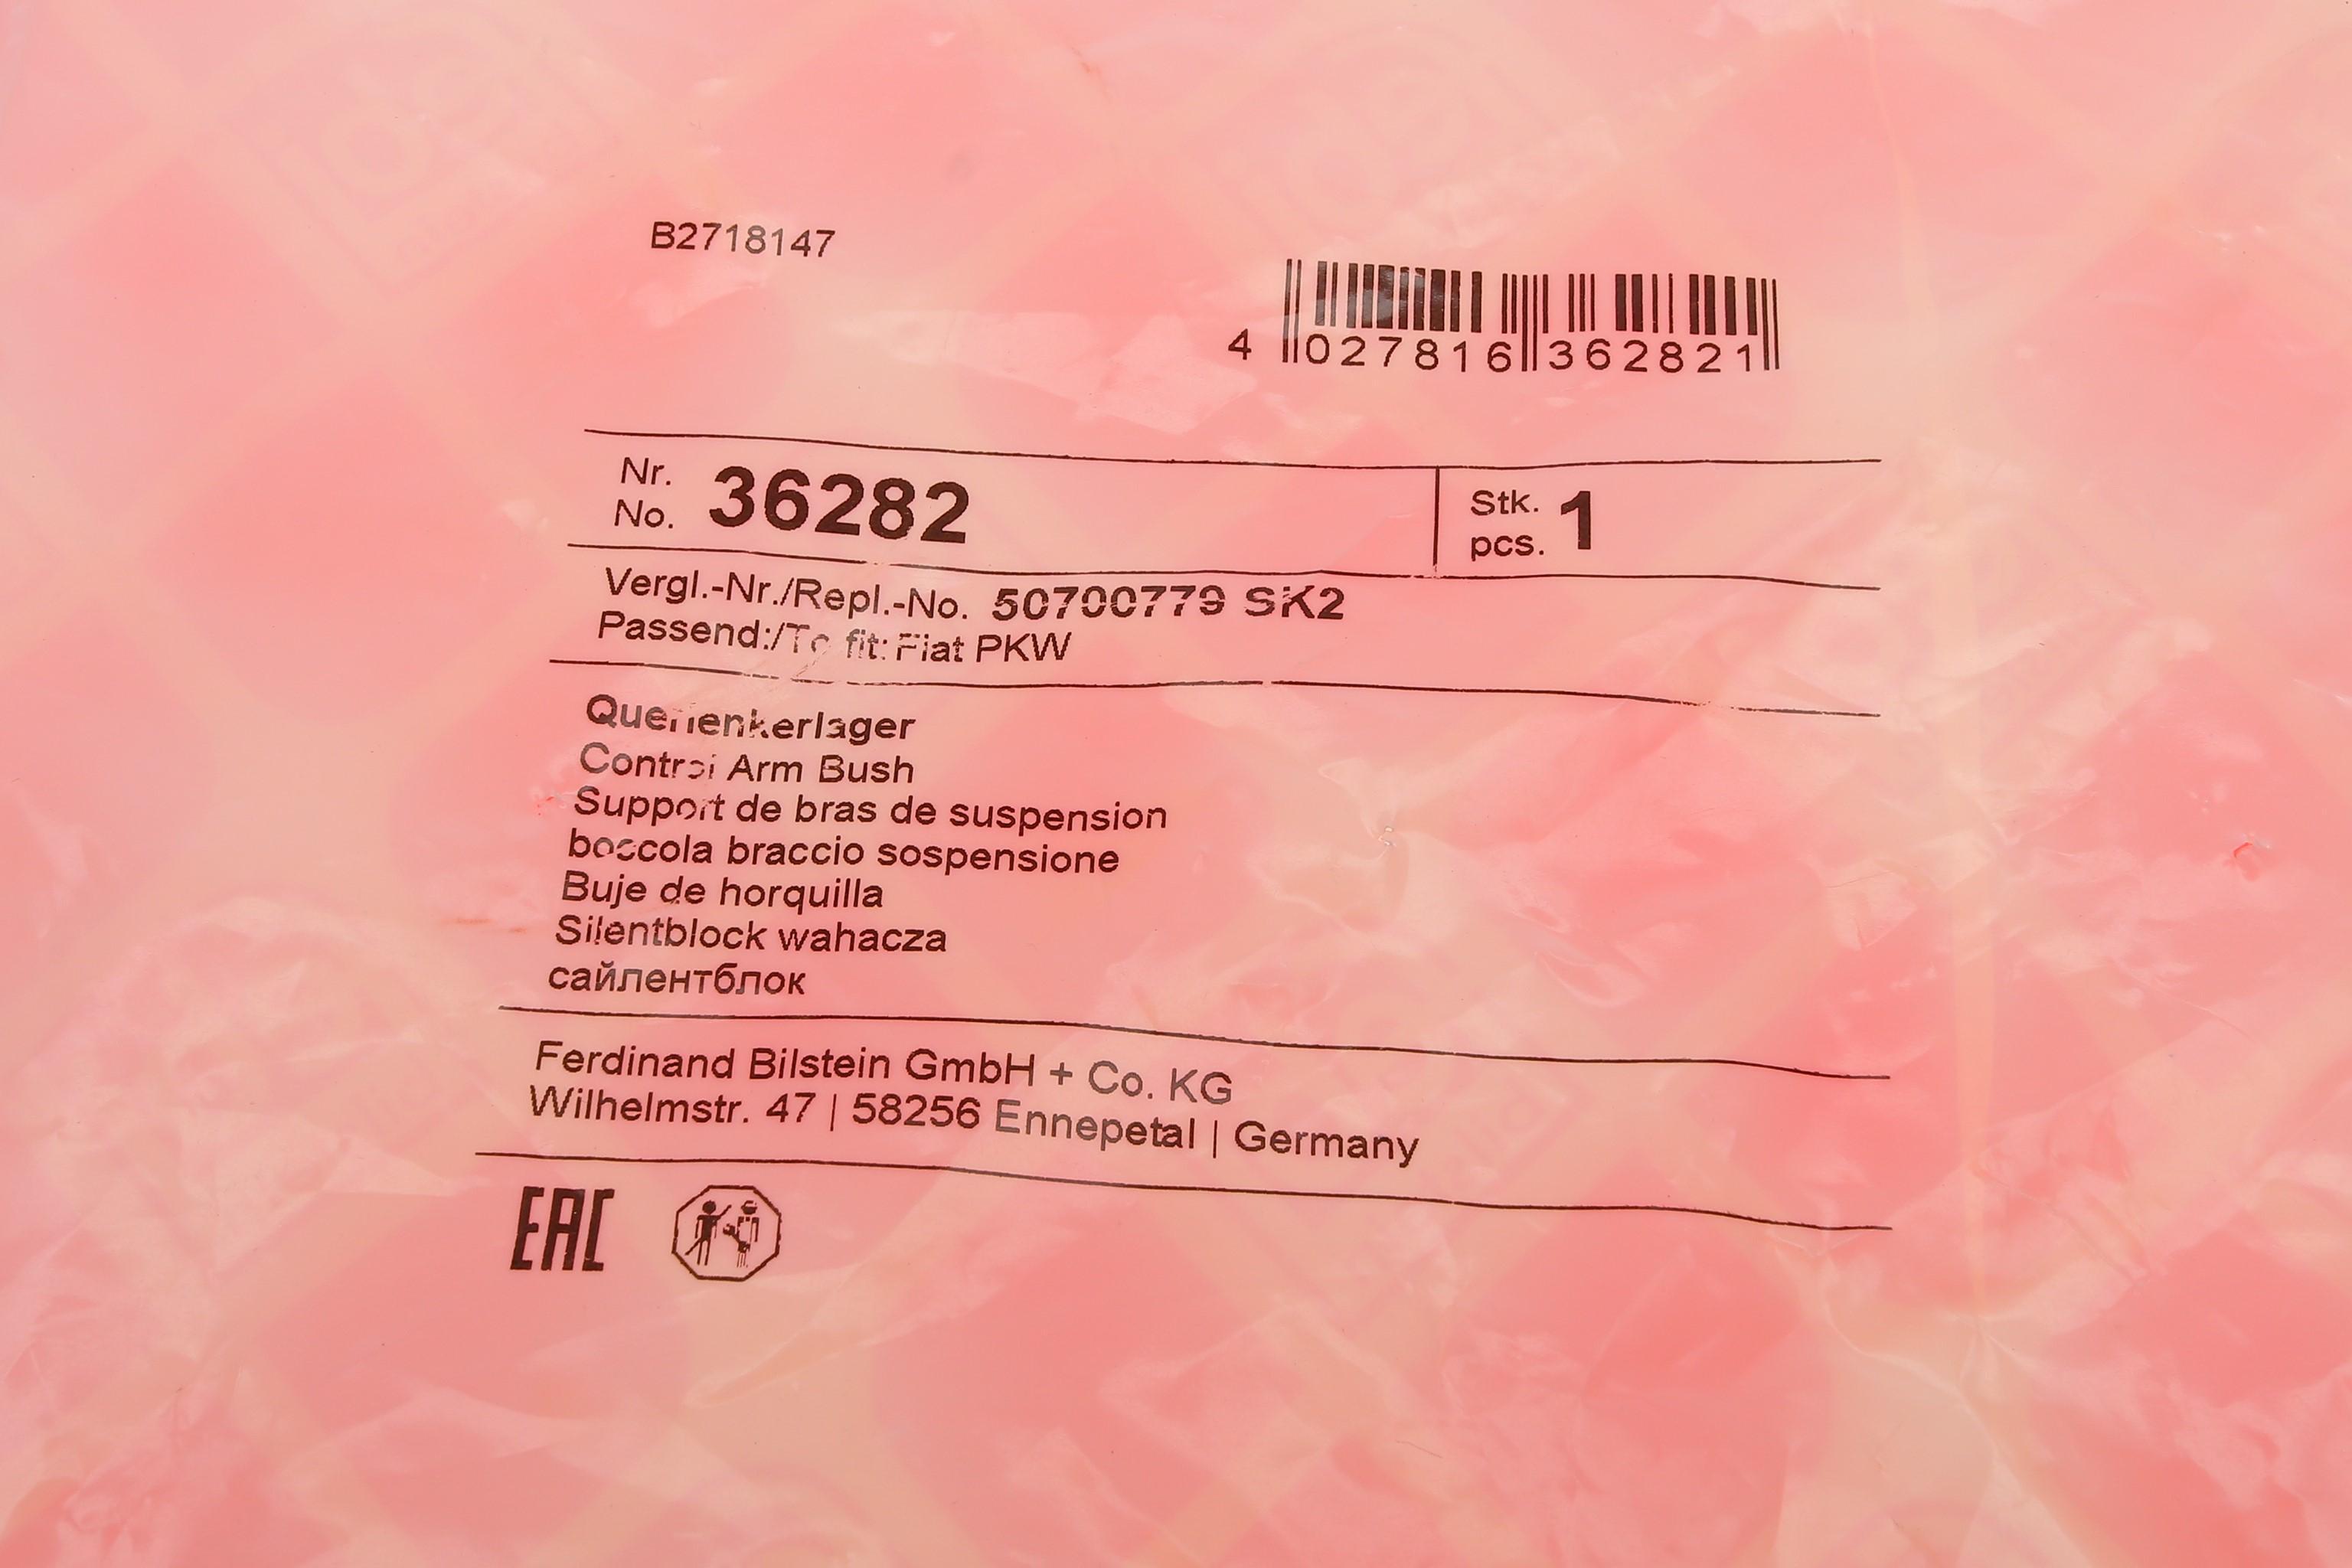 B2718147
4 027816 362821
Nr.
No. 36282
Stk.
pcs. 1
Vergl.-Nr./Repl.-No. 50700779 SK2
Passend:/To fit: Fiat PKW
Querlenkerlager
Control Arm Bush
Support de bras de suspension
boccola braccio sospensione
Buje de horquilla
Silentblock wahacza
сайлентблок
Ferdinand Bilstein GmbH + Co. KG
Wilhelmstr. 47 | 58256 Ennepetal | Germany
EAC